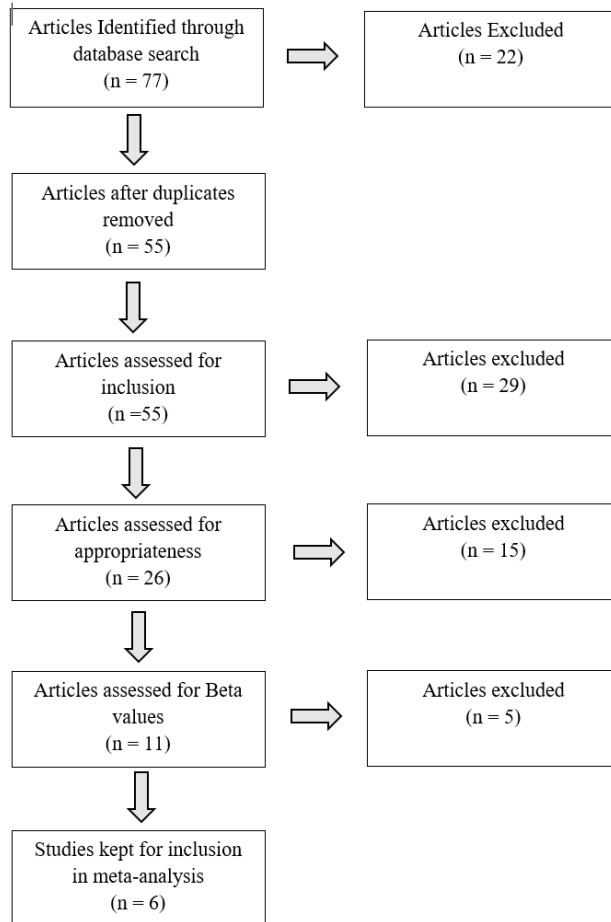 Articles Identified through
database search
(n = 77)
Articles Excluded
(n = 22)
Articles after duplicates
removed
(n = 55)
Articles assessed for
inclusion
(n =55)
Articles excluded
(n = 29)
Articles assessed for
appropriateness
(n = 26)
Articles excluded
(n = 15)
Articles assessed for Beta
values
(n = 11)
Articles excluded
(n = 5)
Studies kept for inclusion
in meta-analysis
(n = 6)